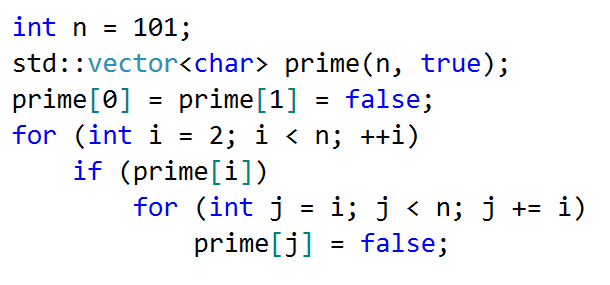 int n = 101;
std::vector<char> prime(n, true);
prime[0] = prime[1] = false;
for (int i = 2; i < n; ++i)
    if (prime[i])
        for (int j = i; j < n; j += i)
            prime[j] = false;